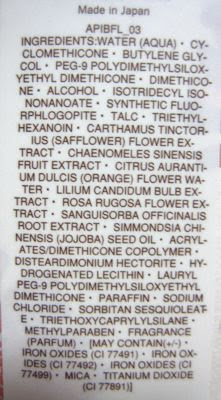 Made in Japan
APIBFL_03
INGREDIENTS:WATER (AQUA) • CY-
CLOMETHICONE • BUTYLENE GLY-
COL • PEG-9 POLYDIMETHYLSILOX-
YETHYL DIMETHICONE • DIMETHICO-
NE • ALCOHOL • ISOTRIDECYL ISO-
NONANOATE • SYNTHETIC FLUO-
RPHLOGOPITE • TALC • TRIETHYL-
HEXANOIN • CARTHAMUS TINCTOR-
IUS (SAFFLOWER) FLOWER EX-
TRACT • CHAENOMELES SINENSIS
FRUIT EXTRACT • CITRUS AURANTI-
UM DULCIS (ORANGE) FLOWER WA-
TER • LILIUM CANDIDUM BULB EX-
TRACT • ROSA RUGOSA FLOWER EX-
TRACT • SANGUISORBA OFFICINALIS
ROOT EXTRACT • SIMMONDSIA CHI-
NENSIS (JOJOBA) SEED OIL • ACRYL-
ATES/DIMETHICONE COPOLYMER •
DISTEARDIMONIUM HECTORITE • HY-
DROGENATED LECITHIN • LAURYL
PEG-9 POLYDIMETHYLSILOXYETHYL
DIMETHICONE • PARAFFIN • SODIUM
CHLORIDE • SORBITAN SESQUIOLEAT-
E • TRIETHOXYCAPRYLYLSILANE •
METHYLPARABEN • FRAGRANCE
(PARFUM) • [MAY CONTAIN(+/-) •
IRON OXIDES (CI 77491) • IRON OX-
IDES (CI 77492) • IRON OXIDES (CI
77499) • MICA • TITANIUM DIOXIDE
(CI 77891)]